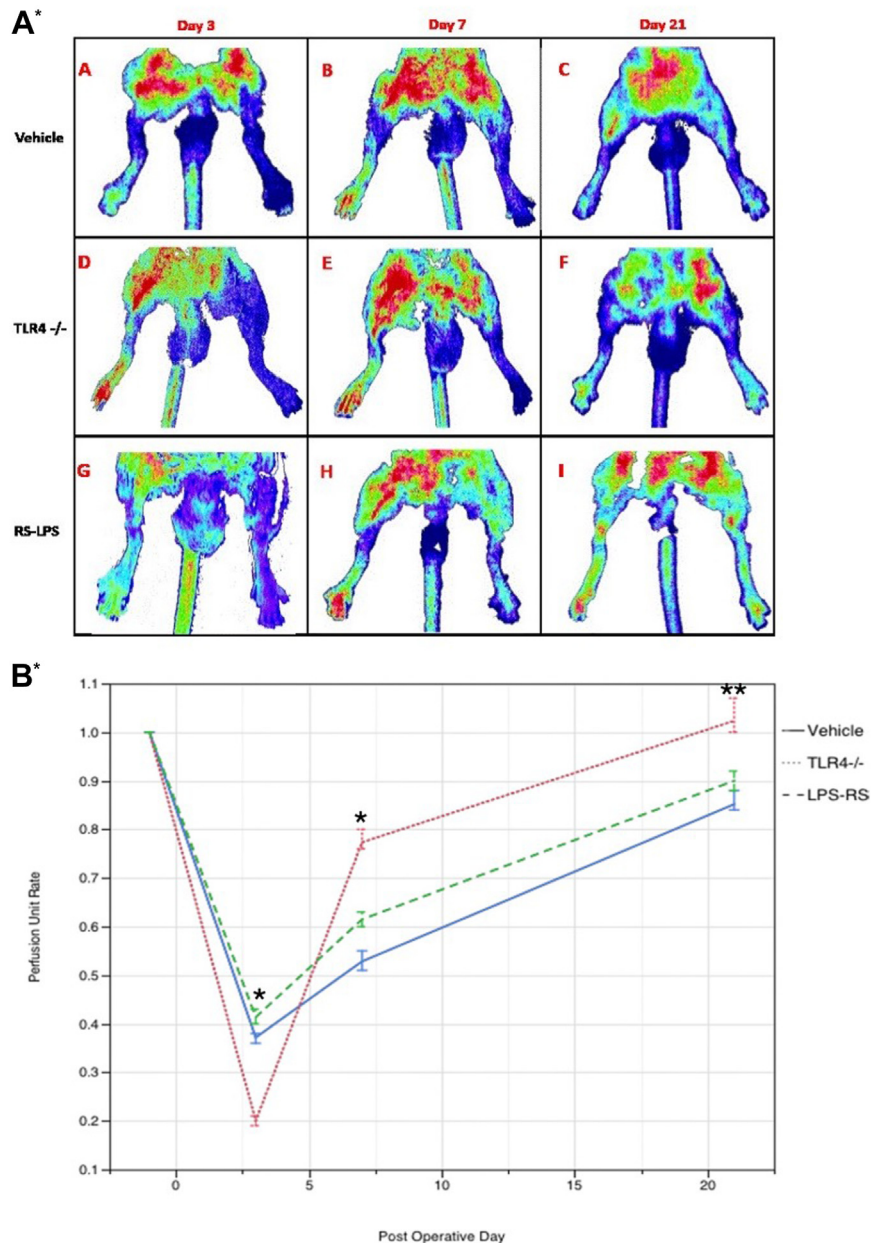 A*
Day 3 Day 7 Day 21
A B C
Vehicle
D E F
TLR4 -/-
G H I
RS-LPS
B*
1.1
1.0
0.9
0.8
0.7
0.6
0.5
0.4
0.3
0.2
0.1
Perfusion Unit Rate
*
*
**
Vehicle
TLR4-/-
LPS-RS
0 5 10 15 20
Post Operative Day